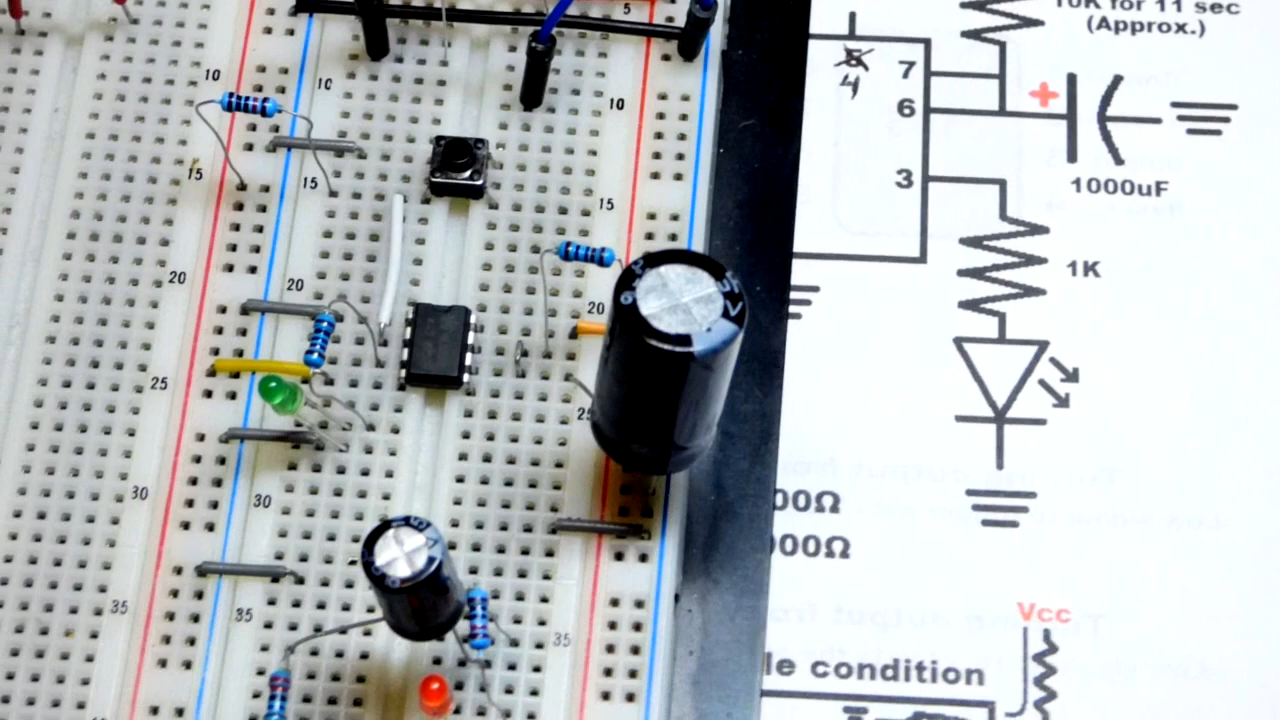 5
10
10
10
15
15
15
20
20
20
25
25
30
30
35
35
35
10K for 11 sec
(Approx.)
7
4
6
+
3
1000uF
1K
00Ω
000Ω
Vcc
le condition